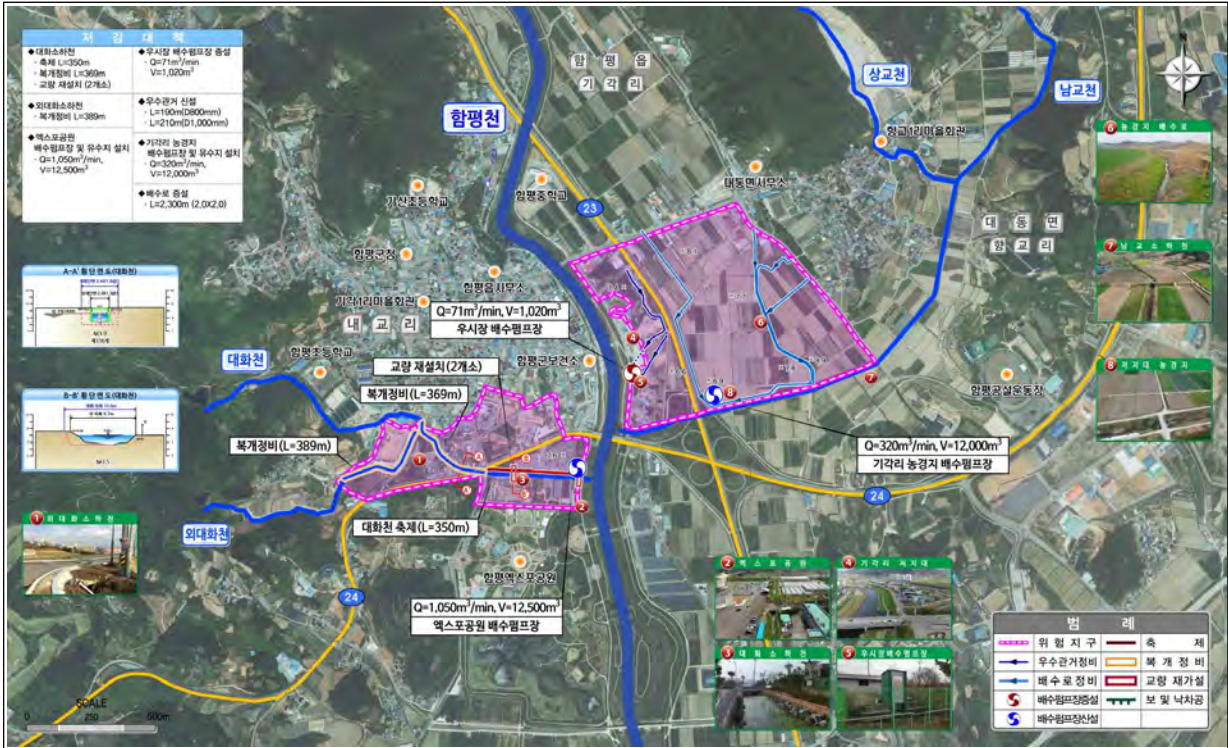 저 감 대 책
◆대화소하천
· 축제 L=350m
· 복개정비 L=369m
· 교량 재설치 (2개소)
◆외대화소하천
· 복개정비 L=389m
◆엑스포공원
배수펌프장 및 유수지 설치
· Q=1,050m³/min,
V=12,500m³
◆우시장 배수펌프장 증설
· Q=71m³/min
V=1,020m³
◆우수관거 신설
· L=190m(D800mm)
· L=210m(D1,000mm)
◆기각리 농경지
배수펌프장 및 유수지 설치
· Q=320m³/min,
V=12,000m³
◆배수로 증설
· L=2,300m (2.0X2.0)
함평천
함 평 읍
기 각 리
상교천
남교천
N
향교1리마을회관
대동면사무소
함평중학교
기산초등학교
23
대 동 면
향 교 리
함평군청
함평읍사무소
기각1리마을회관
내 교 리
Q=71m³/min, V=1,020m³
우시장 배수펌프장
함평초등학교
함평군보건소
대화천
교량 재설치(2개소)
복개정비(L=369m)
복개정비(L=389m)
함평공설운동장
Q=320m³/min, V=12,000m³
기각리 농경지 배수펌프장
24
외대화천
대화천 축제(L=350m)
함평엑스포공원
24
Q=1,050m³/min, V=12,500m³
엑스포공원 배수펌프장
4
5
6
7
8
1
3
2
A-A' 횡단면도(대화천)
B-B' 횡단면도(대화천)
1 외대화소하천
6 농경지 배수로
7 남교소하천
8 저지대 농경지
2 엑스포공원
4 기각리 저지대
3 대화소하천
5 우시장배수펌프장
SCALE
0 250 500m
범 례
위험지구
축 제
우수관거정비
복개정비
배수로정비
교량 재가설
배수펌프장증설
보 및 낙차공
배수펌프장신설